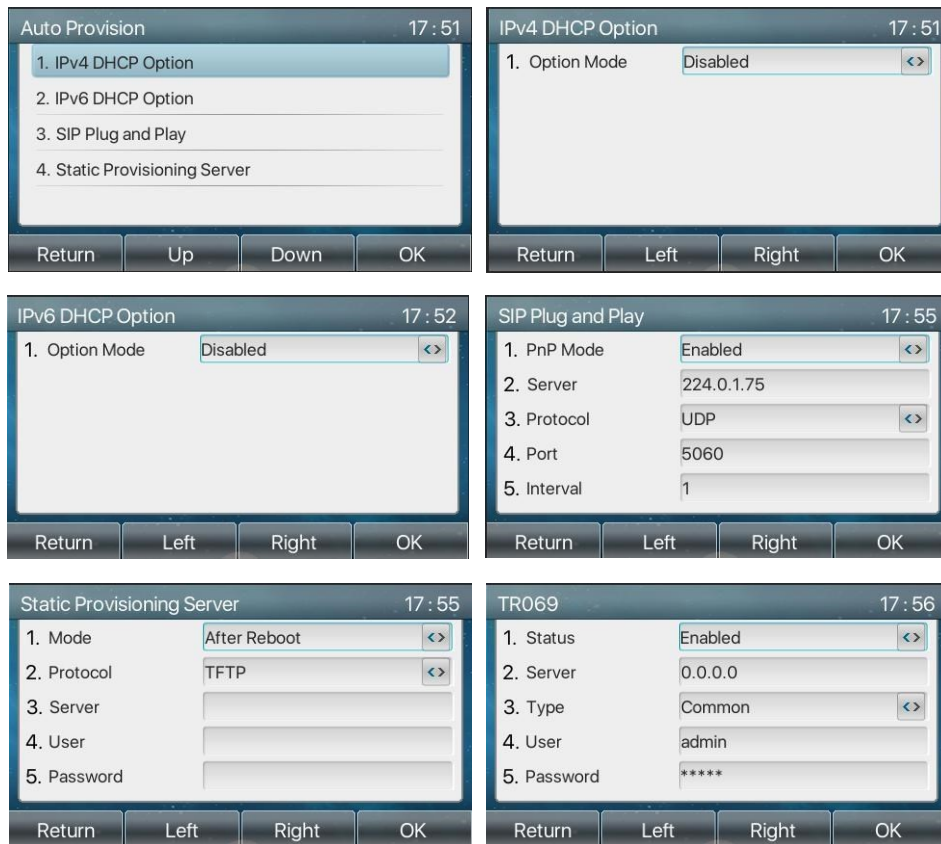 Auto Provision 17 : 51
1. IPv4 DHCP Option
2. IPv6 DHCP Option
3. SIP Plug and Play
4. Static Provisioning Server
Return Up Down OK
IPv4 DHCP Option 17 : 51
1. Option Mode Disabled <>
Return Left Right OK
IPv6 DHCP Option 17 : 52
1. Option Mode Disabled <>
Return Left Right OK
SIP Plug and Play 17 : 55
1. PnP Mode Enabled <>
2. Server 224.0.1.75
3. Protocol UDP <>
4. Port 5060
5. Interval 1
Return Left Right OK
Static Provisioning Server 17 : 55
1. Mode After Reboot <>
2. Protocol TFTP <>
3. Server
4. User
5. Password
Return Left Right OK
TR069 17 : 56
1. Status Enabled <>
2. Server 0.0.0.0
3. Type Common <>
4. User admin
5. Password *****
Return Left Right OK